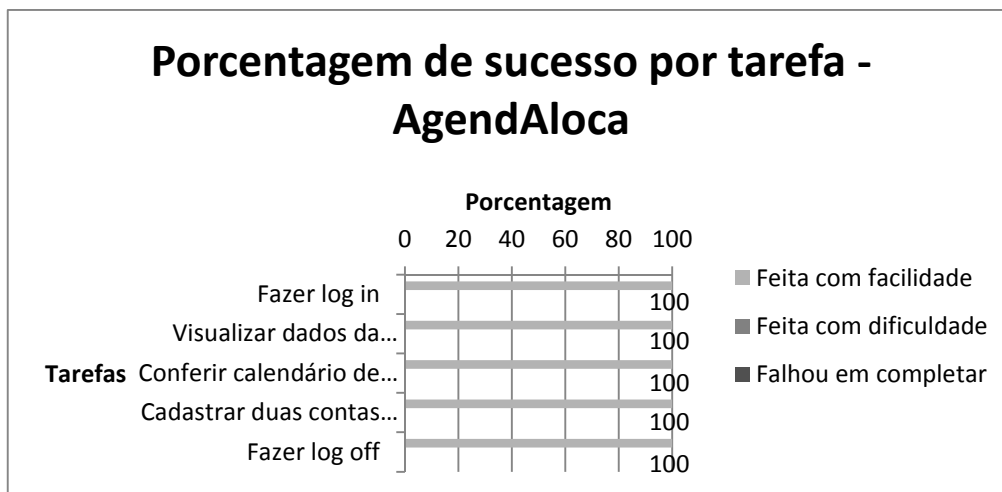 Porcentagem de sucesso por tarefa -
AgendAloca
Porcentagem
0 20 40 60 80 100
Fazer log in
Visualizar dados da...
Tarefas
Conferir calendário de...
Cadastrar duas contas...
Fazer log off
100
100
100
100
100
Feita com facilidade
Feita com dificuldade
Falhou em completar